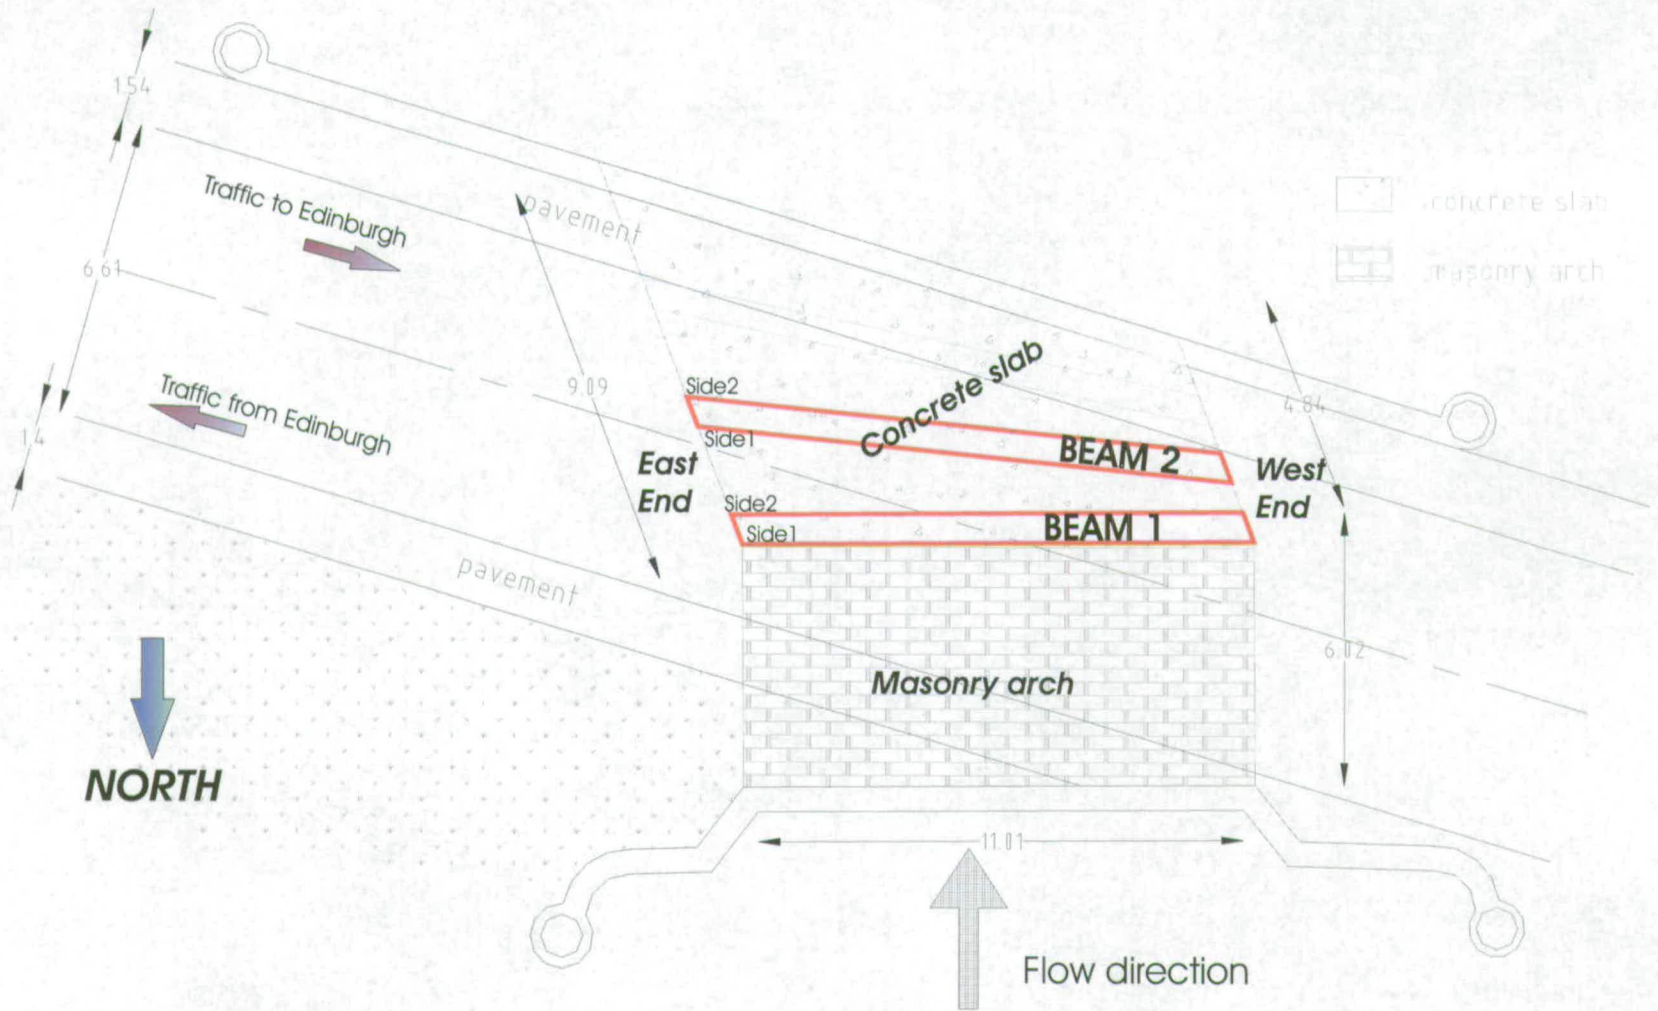 1.54
Traffic to Edinburgh
pavement
concrete slab
6.61
masonry arch
Concrete slab
9.09
Side2
4.84
Traffic from Edinburgh
1.4
Side1
BEAM 2
East
End
West
End
Side2
Side1
BEAM 1
pavement
6.02
Masonry arch
NORTH
11.01
Flow direction